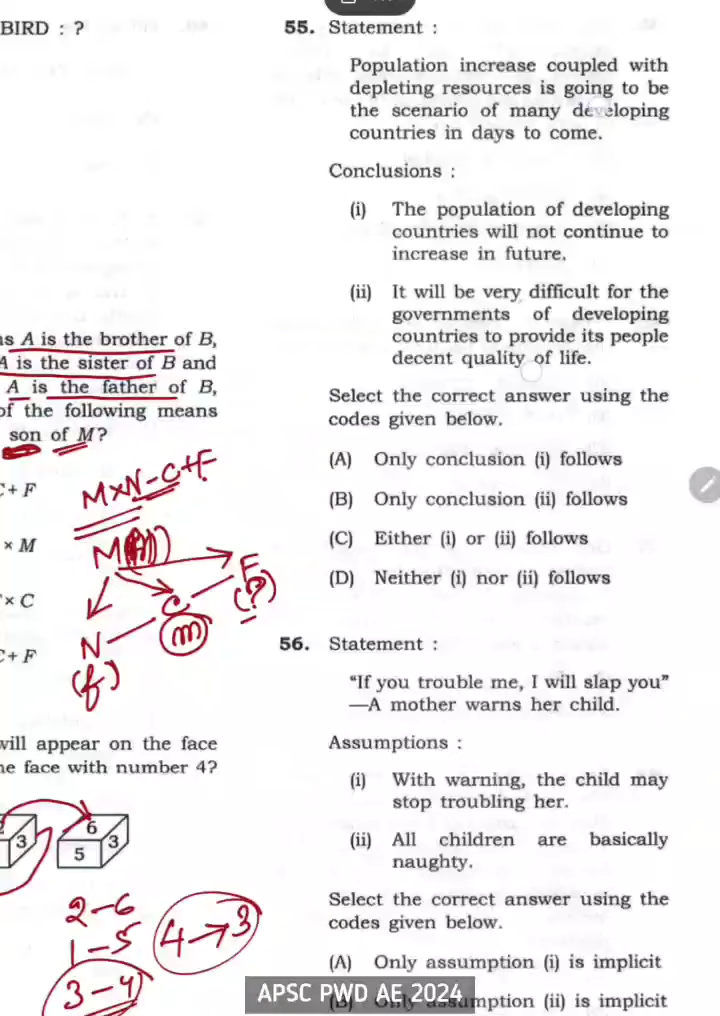 BIRD : ?
as A is the brother of B,
A is the sister of B and
A is the father of B,
of the following means
son of M?
C + F
× M
× C
C + F
will appear on the face
he face with number 4?
3
6
5
3
M×N-C+F
M(M)
F
(?)
C
(m)
N
(f)
2-6
1-5
3-4
4→3
55. Statement :
Population increase coupled with
depleting resources is going to be
the scenario of many developing
countries in days to come.
Conclusions :
(i) The population of developing
countries will not continue to
increase in future.
(ii) It will be very difficult for the
governments of developing
countries to provide its people
decent quality of life.
Select the correct answer using the
codes given below.
(A) Only conclusion (i) follows
(B) Only conclusion (ii) follows
(C) Either (i) or (ii) follows
(D) Neither (i) nor (ii) follows
56. Statement :
“If you trouble me, I will slap you”
—A mother warns her child.
Assumptions :
(i) With warning, the child may
stop troubling her.
(ii) All children are basically
naughty.
Select the correct answer using the
codes given below.
(A) Only assumption (i) is implicit
(B) Only assumption (ii) is implicit
APSC PWD AE 2024